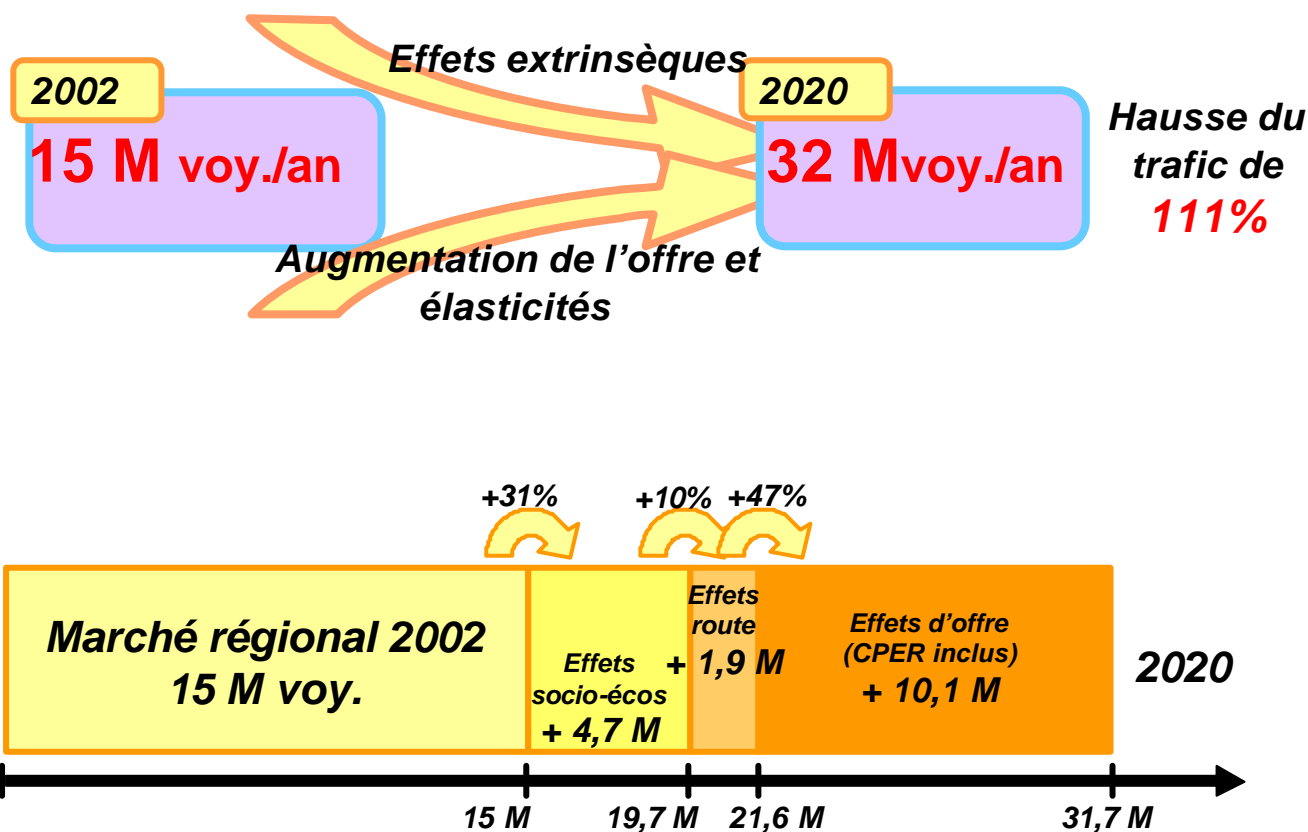 Effets extrinsèques
2002
15 M voy./an
2020
32 Mvoy./an
Hausse du
trafic de
111%
Augmentation de l’offre et
élasticités
+31%
+10%
+47%
Marché régional 2002
15 M voy.
Effets
socio-écos
+ 4,7 M
Effets
route
+ 1,9 M
Effets d’offre
(CPER inclus)
+ 10,1 M
2020
15 M
19,7 M
21,6 M
31,7 M